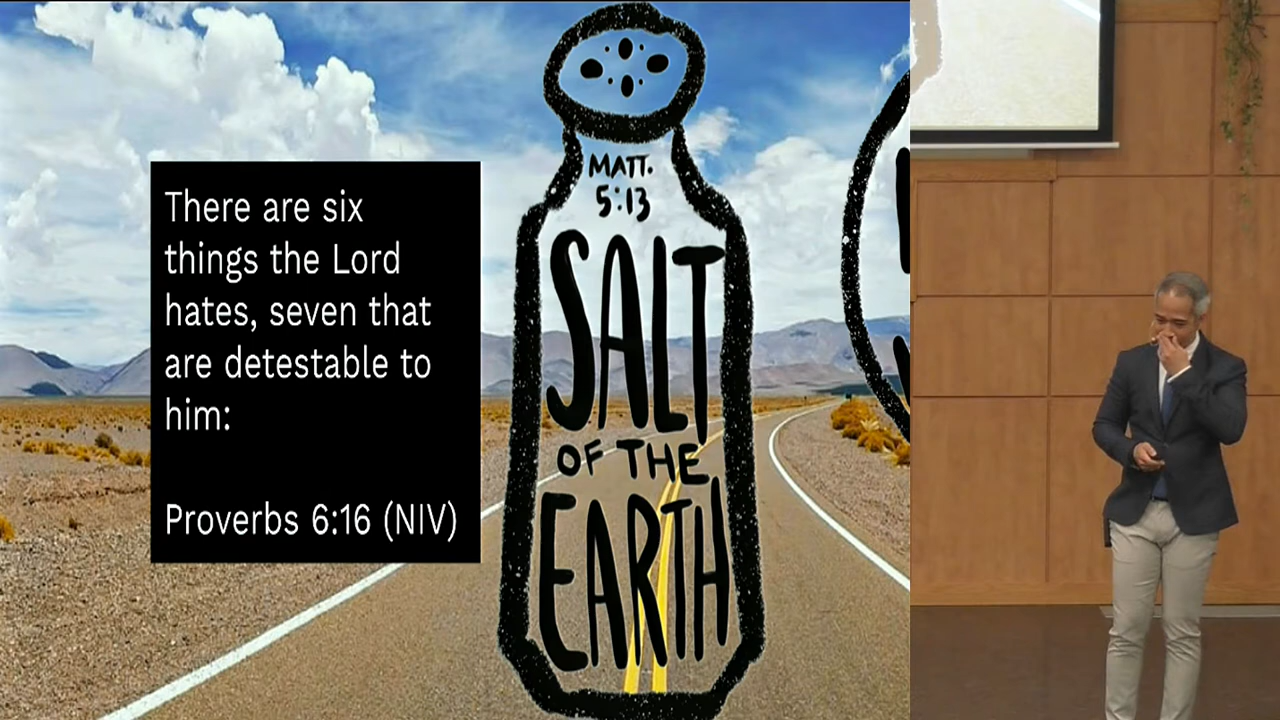 There are six
things the Lord
hates, seven that
are detestable to
him:
Proverbs 6:16 (NIV)
MATT.
5:13
SALT
OF THE
EARTH